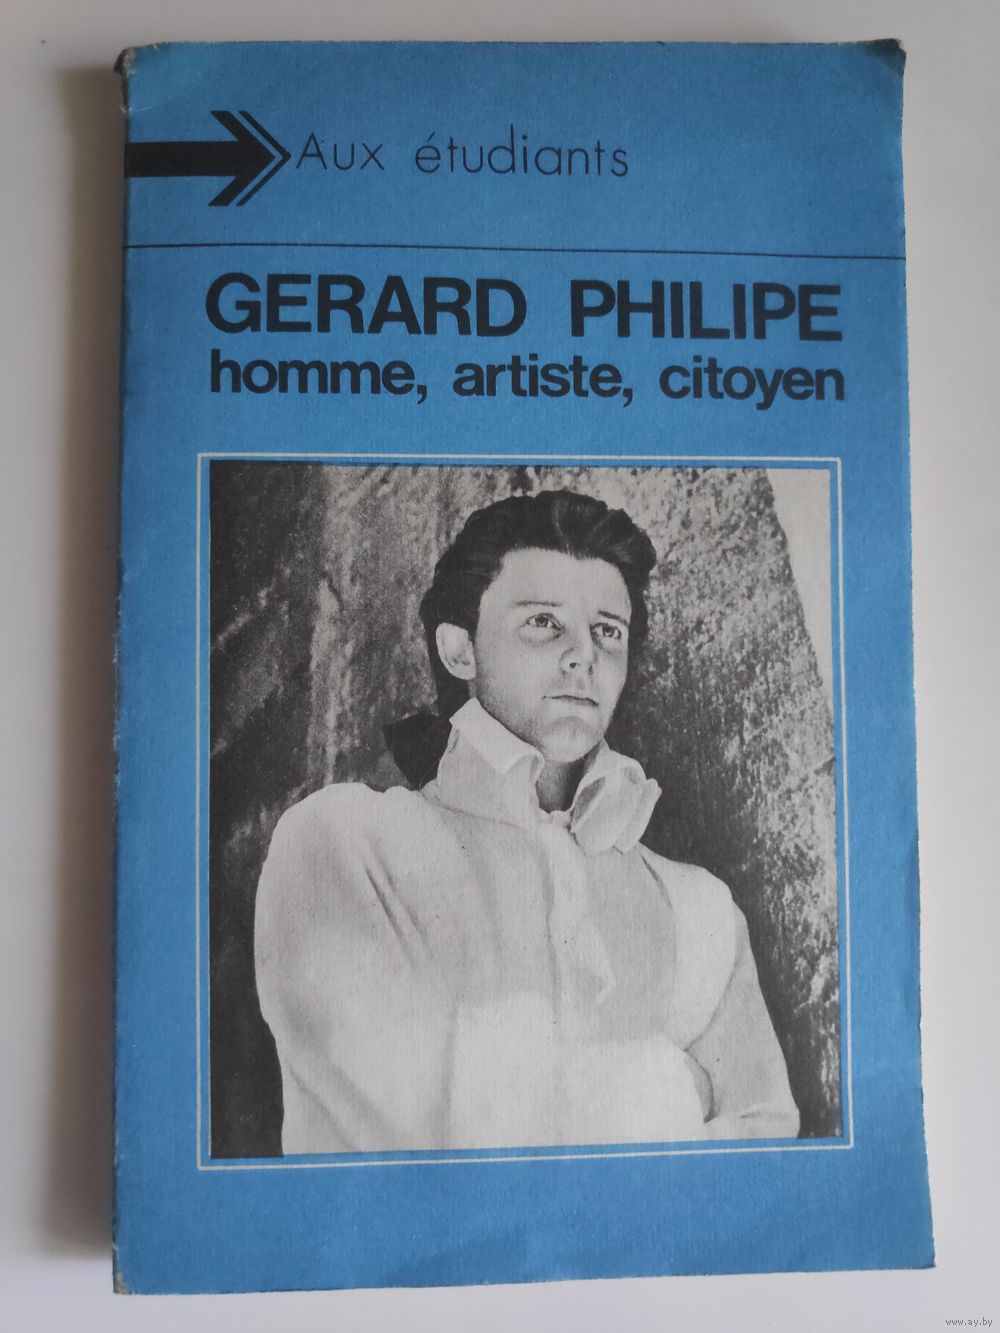 Aux étudiants
GERARD PHILIPE
homme, artiste, citoyen
www.ay.by